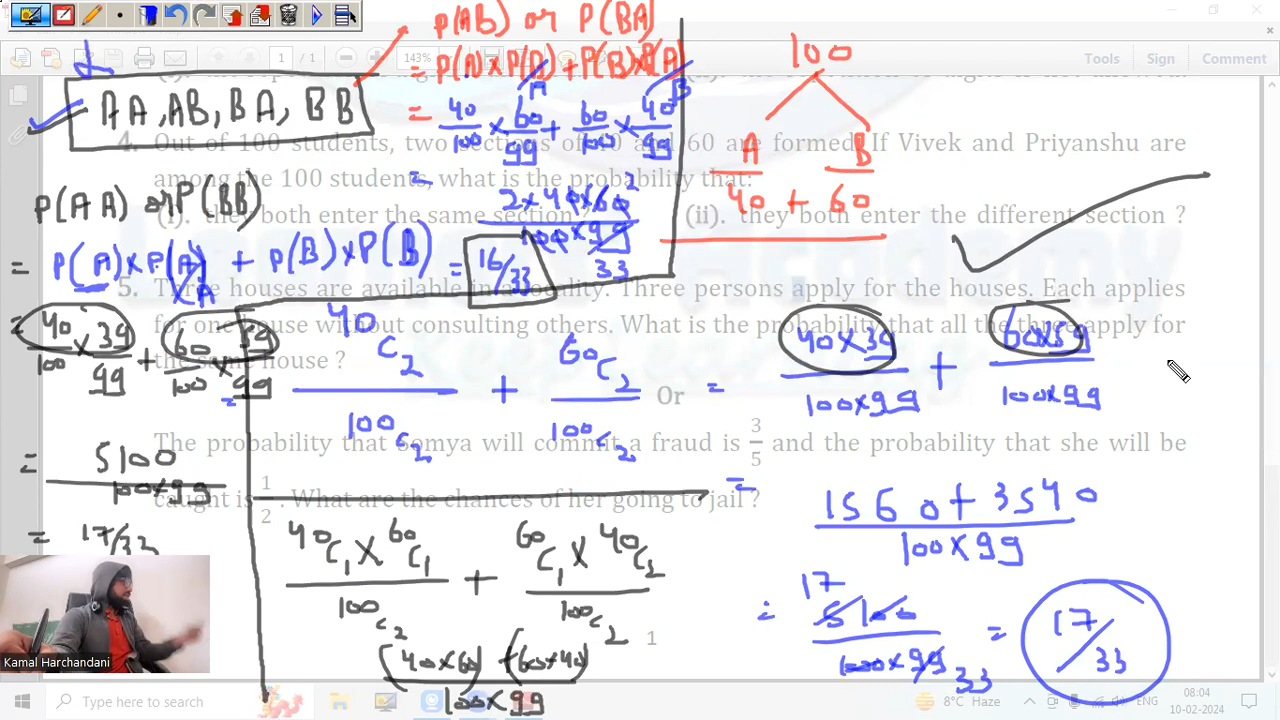 143%
1 / 1
Tools Sign Comment
P(AB) or P(BA)
= P(A)×P(B) + P(B)×P(A)
A B
= 40/100 × 60/99 + 60/100 × 40/99
= 2×40×60/100×99
2
33
= 16/33
AA, AB, BA, BB
100
A B
40 + 60
4. Out of 100 students, two sections of 40 and 60 are formed. If Vivek and Priyanshu are
among the 100 students, what is the probability that:
(i). they both enter the same section ? (ii). they both enter the different section ?
P(AA) or P(BB)
= P(A)×P(A) + P(B)×P(B)
A
= 40/100 × 39/99 + 60/100 × 59/99
= 5100/100×99
= 17/33
5. Three houses are available in a locality. Three persons apply for the houses. Each applies
for one house without consulting others. What is the probability that all the three apply for
the same house ?
Or
The probability that Somya will commit a fraud is 3/5 and the probability that she will be
caught is 1/2. What are the chances of her going to jail ?
= 40C2/100C2 + 60C2/100C2
= 40×39/100×99 + 60×59/100×99
= 1560+3540/100×99
= 5100/100×99
17
33
= 17/33
40C1 × 60C1/100C2 + 60C1 × 40C2/100C2
(40×60) + (60×40)/100×99
1
Kamal Harchandani
Type here to search
8°C Haze
ENG
08:04
10-02-2024